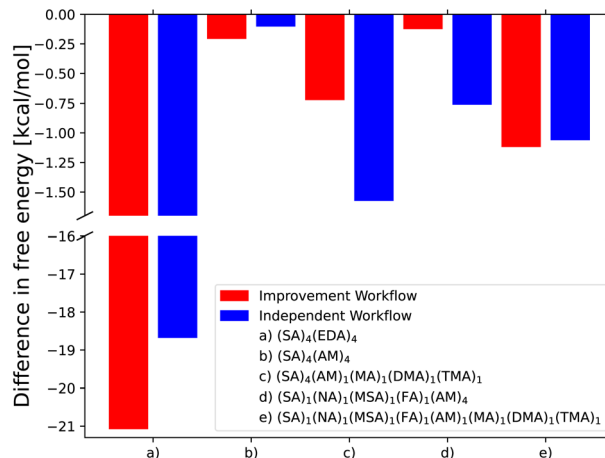 Difference in free energy [kcal/mol]
0.00
−0.25
−0.50
−0.75
−1.00
−1.25
−1.50
−16
−17
−18
−19
−20
−21
Improvement Workflow
Independent Workflow
a) (SA)₄(EDA)₄
b) (SA)₄(AM)₄
c) (SA)₄(AM)₁(MA)₁(DMA)₁(TMA)₁
d) (SA)₁(NA)₁(MSA)₁(FA)₁(AM)₄
e) (SA)₁(NA)₁(MSA)₁(FA)₁(AM)₁(MA)₁(DMA)₁(TMA)₁
a) b) c) d) e)